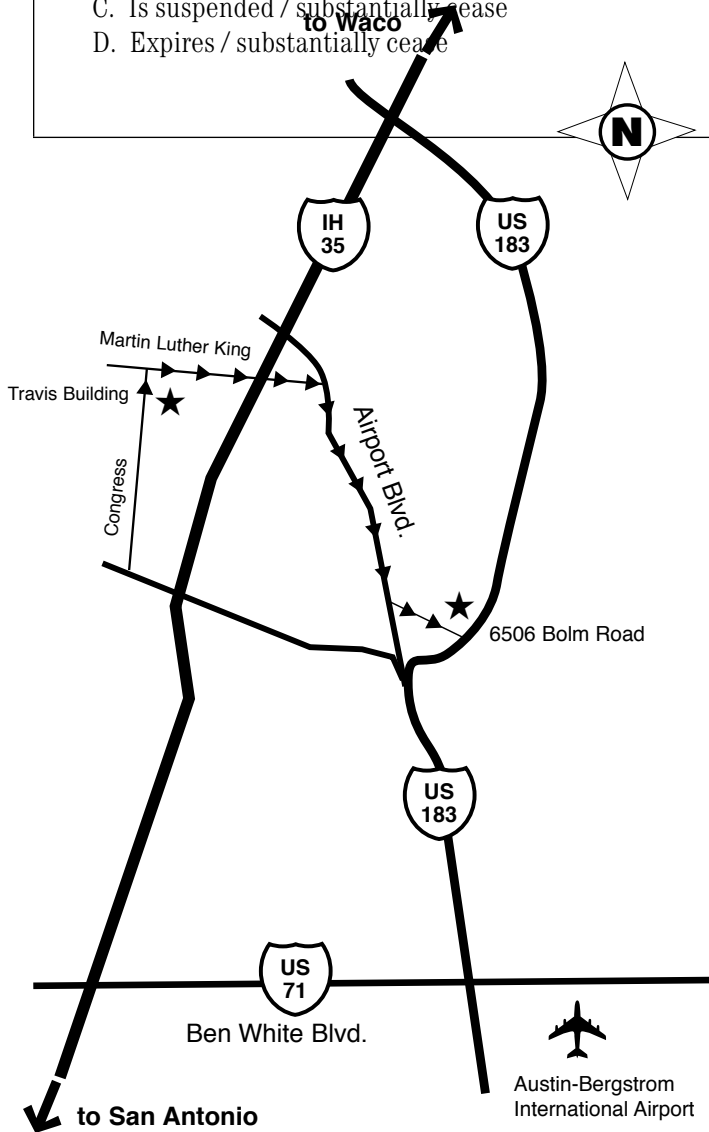 C. Is suspended / substantially cease
to Waco
D. Expires / substantially cease
N
IH
35
US
183
Martin Luther King
Travis Building
Congress
Airport Blvd.
6506 Bolm Road
US
183
US
71
Ben White Blvd.
Austin-Bergstrom
International Airport
to San Antonio